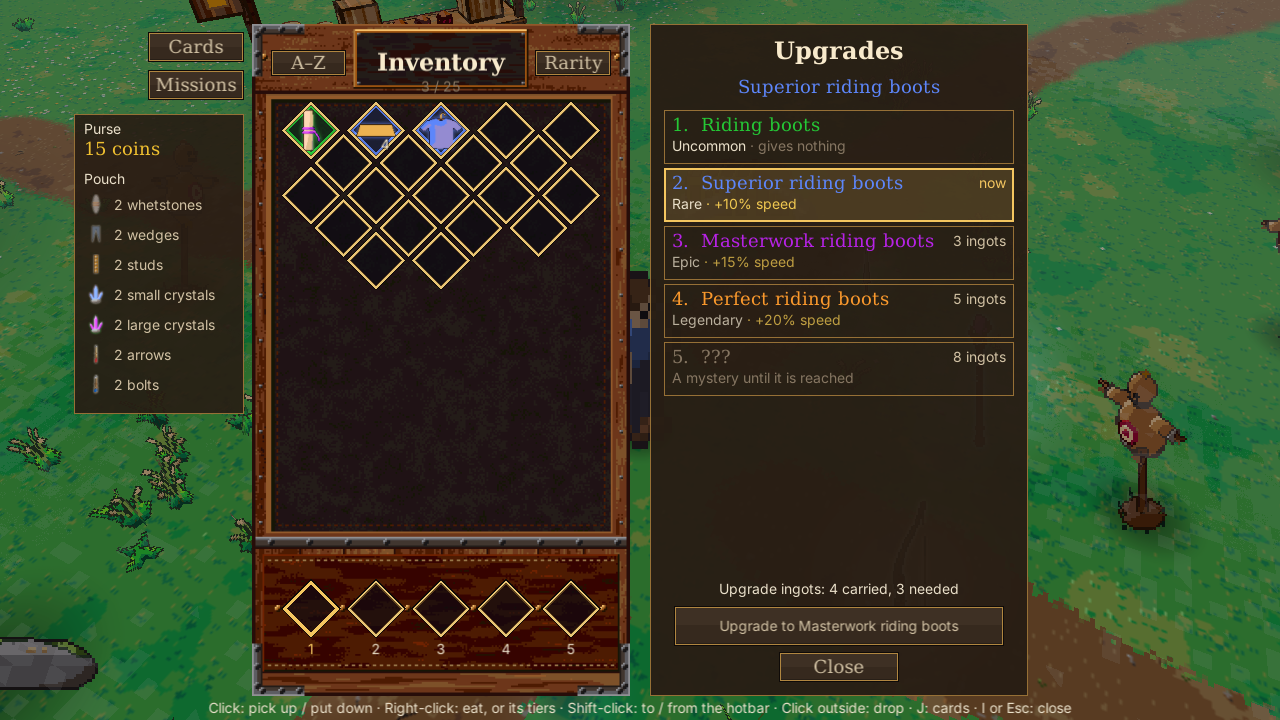 Cards
Missions
Purse
15 coins
Pouch
2 whetstones
2 wedges
2 studs
2 small crystals
2 large crystals
2 arrows
2 bolts
A–Z
Inventory
Rarity
3 / 25
4
1
2
3
4
5
Upgrades
Superior riding boots
1. Riding boots
Uncommon · gives nothing
2. Superior riding boots now
Rare · +10% speed
3. Masterwork riding boots 3 ingots
Epic · +15% speed
4. Perfect riding boots 5 ingots
Legendary · +20% speed
5. ??? 8 ingots
A mystery until it is reached
Upgrade ingots: 4 carried, 3 needed
Upgrade to Masterwork riding boots
Close
Click: pick up / put down · Right-click: eat, or its tiers · Shift-click: to / from the hotbar · Click outside: drop · J: cards · I or Esc: close